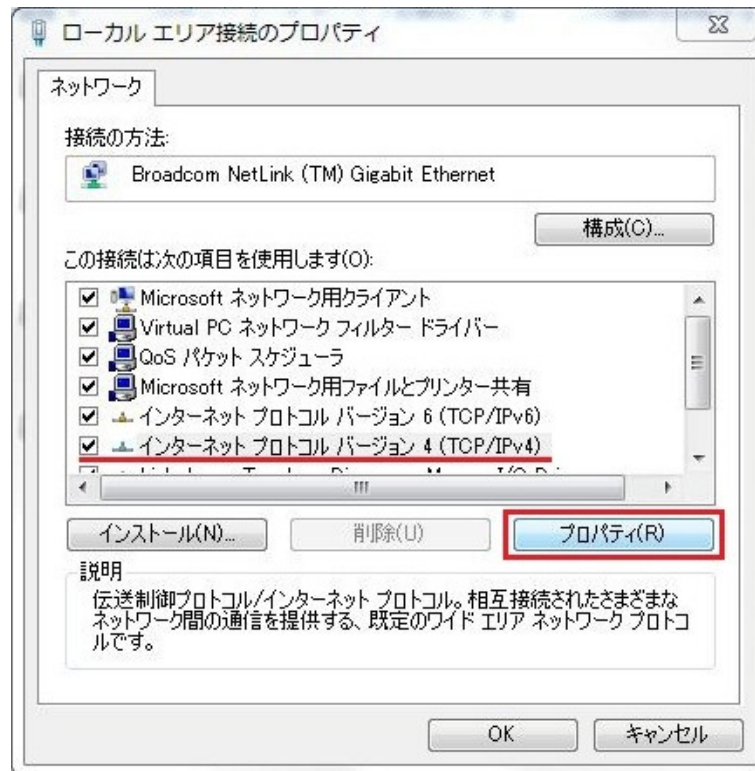 ローカル エリア接続のプロパティ
ネットワーク
接続の方法:
Broadcom NetLink (TM) Gigabit Ethernet
構成(C)...
この接続は次の項目を使用します(O):
Microsoft ネットワーク用クライアント
Virtual PC ネットワーク フィルター ドライバー
QoS パケット スケジューラ
Microsoft ネットワーク用ファイルとプリンター共有
インターネット プロトコル バージョン 6 (TCP/IPv6)
インターネット プロトコル バージョン 4 (TCP/IPv4)
インストール(N)...
削除(U)
プロパティ(R)
説明
伝送制御プロトコル/インターネット プロトコル。相互接続されたさまざまな
ネットワーク間の通信を提供する、既定のワイド エリア ネットワーク プロトコ
ルです。
OK
キャンセル